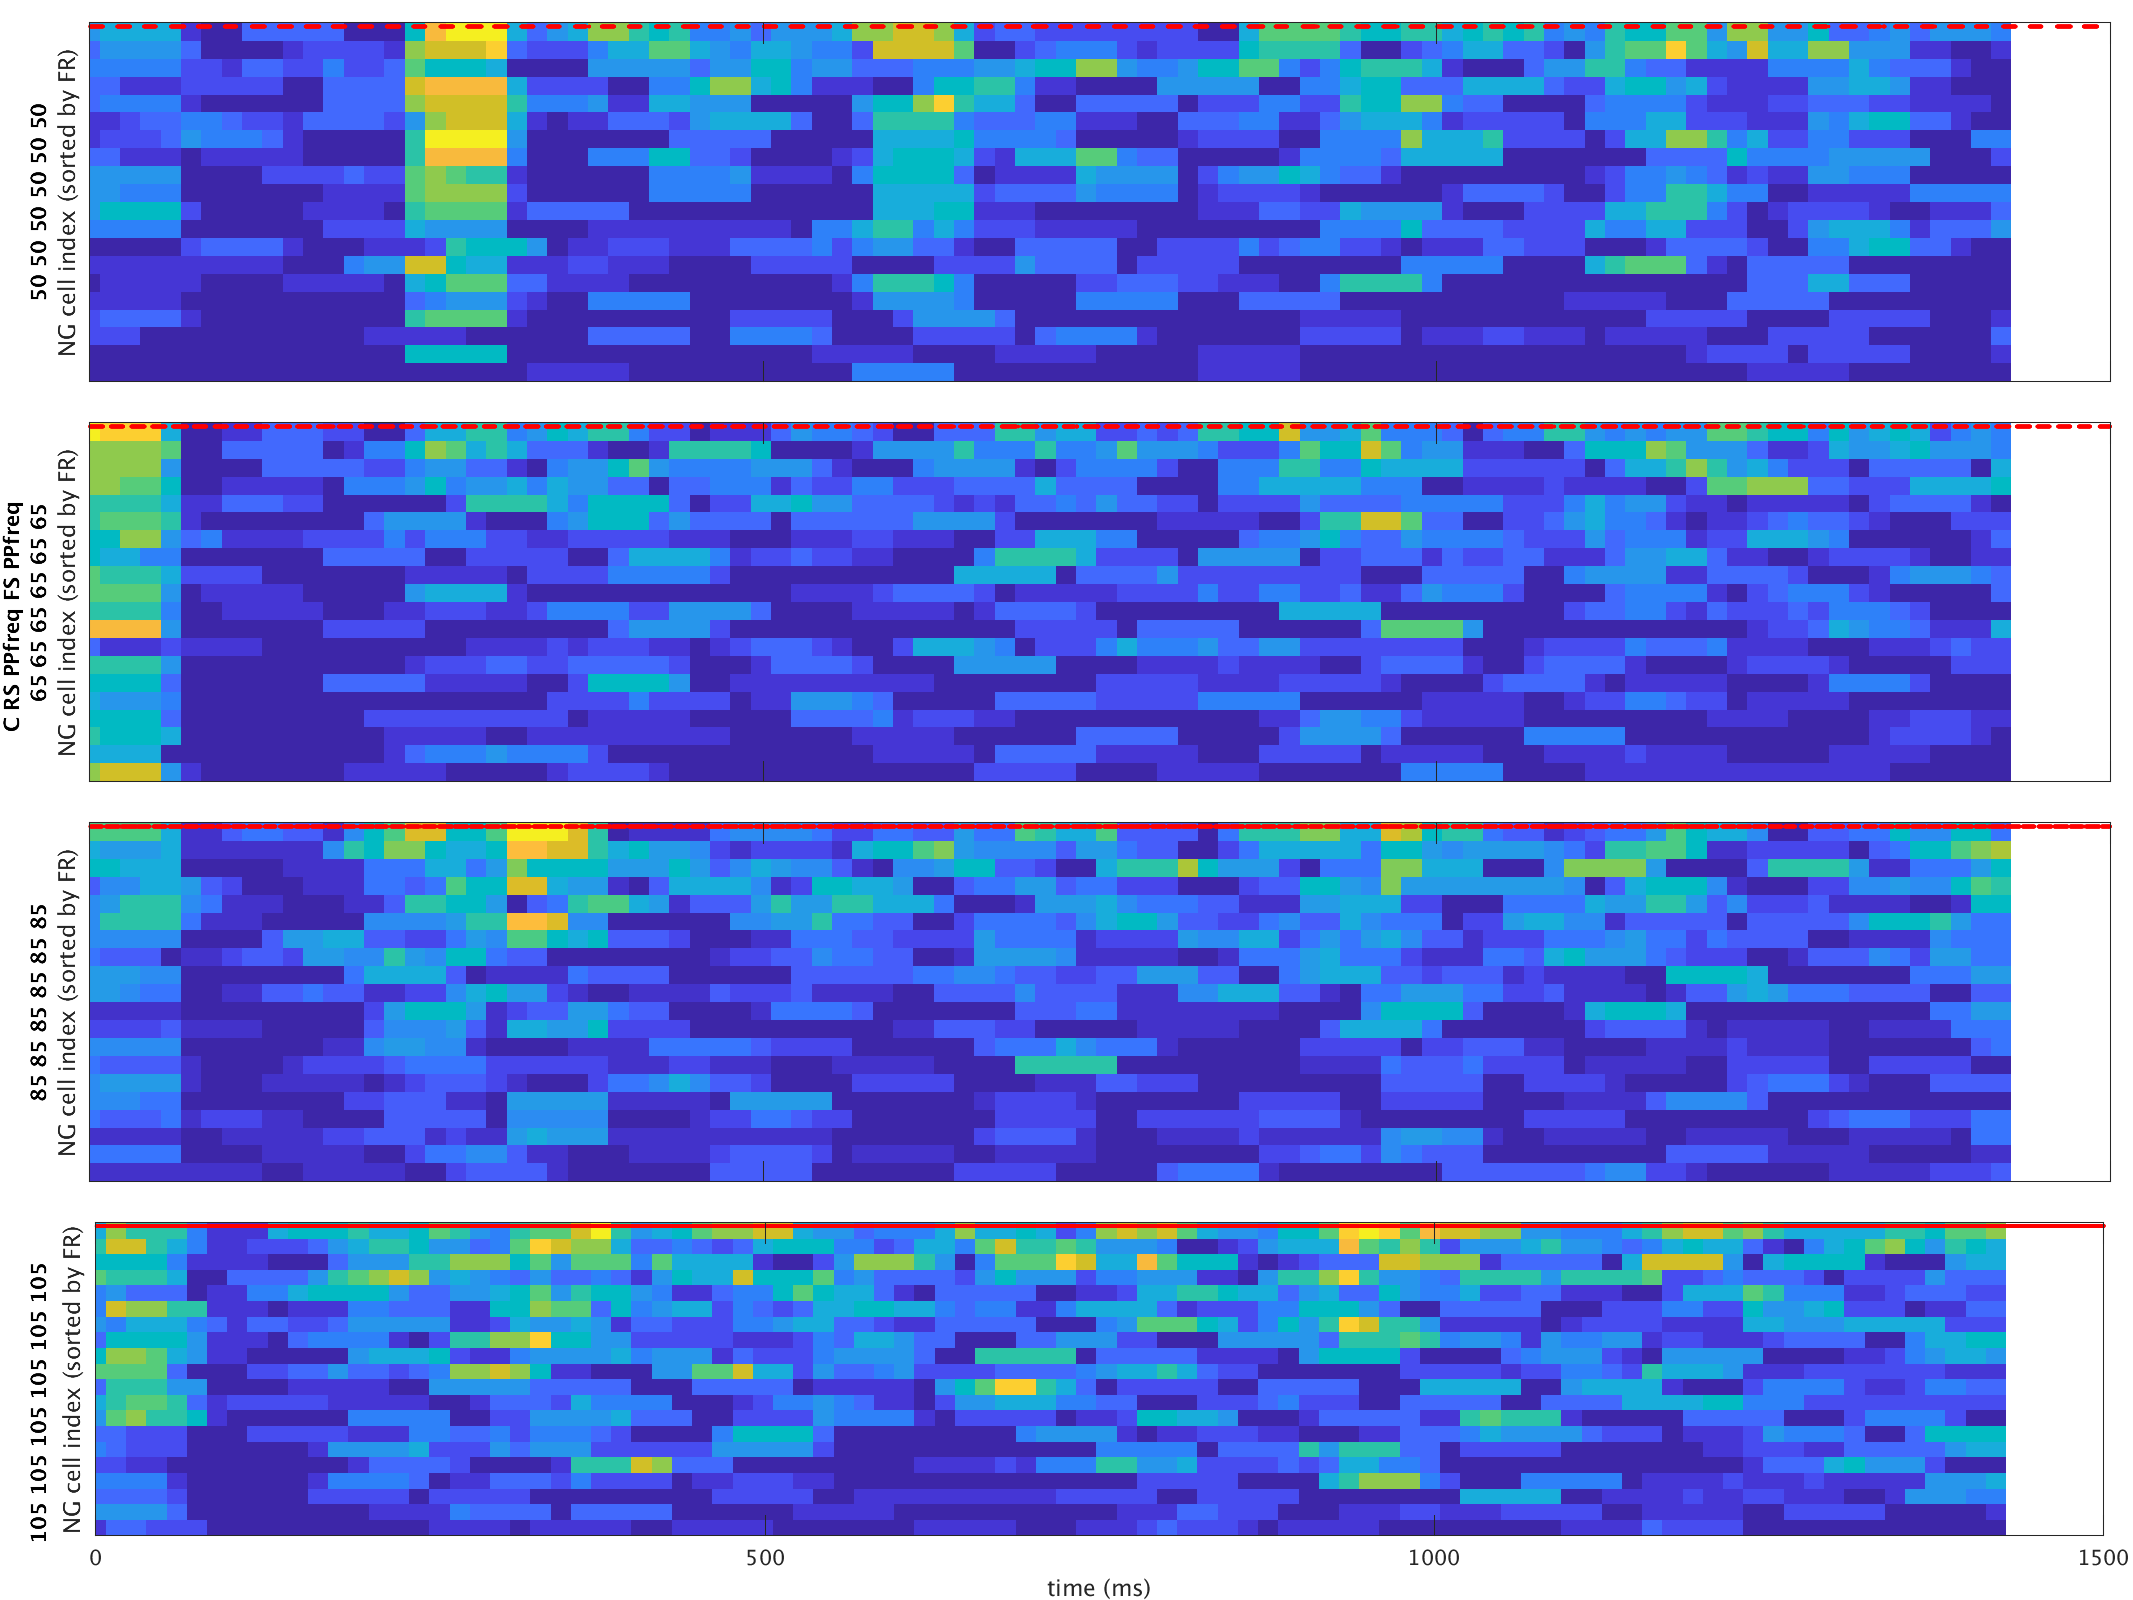 50 50 50 50 50 50
NG cell index (sorted by FR)
C RS PPfreq FS PPfreq
65 65 65 65 65 65
NG cell index (sorted by FR)
85 85 85 85 85 85
NG cell index (sorted by FR)
105 105 105 105 105 105
NG cell index (sorted by FR)
0 500 1000 1500
time (ms)